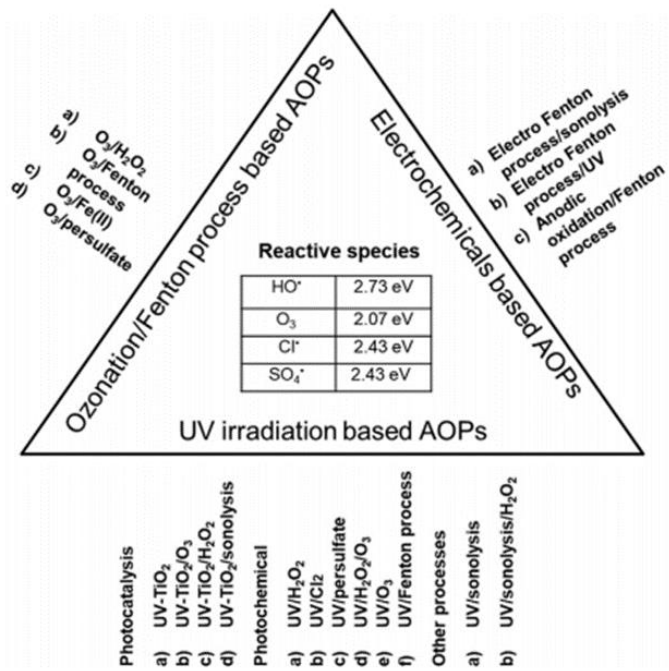 Ozonation/Fenton process based AOPs
a) O₃/H₂O₂
b) O₃/Fenton
process
c) O₃/Fe(II)
d) O₃/persulfate
Electrochemicals based AOPs
a) Electro Fenton
process/sonolysis
b) Electro Fenton
process/UV
c) Anodic
oxidation/Fenton
process
Reactive species
HO• 2.73 eV
O₃ 2.07 eV
Cl• 2.43 eV
SO₄• 2.43 eV
UV irradiation based AOPs
Photocatalysis
a) UV-TiO₂
b) UV-TiO₂/O₃
c) UV-TiO₂/H₂O₂
d) UV-TiO₂/sonolysis
Photochemical
a) UV/H₂O₂
b) UV/Cl2
c) UV/persulfate
d) UV/H₂O₂/O₃
e) UV/O₃
f) UV/Fenton process
Other processes
a) UV/sonolysis
b) UV/sonolysis/H₂O₂